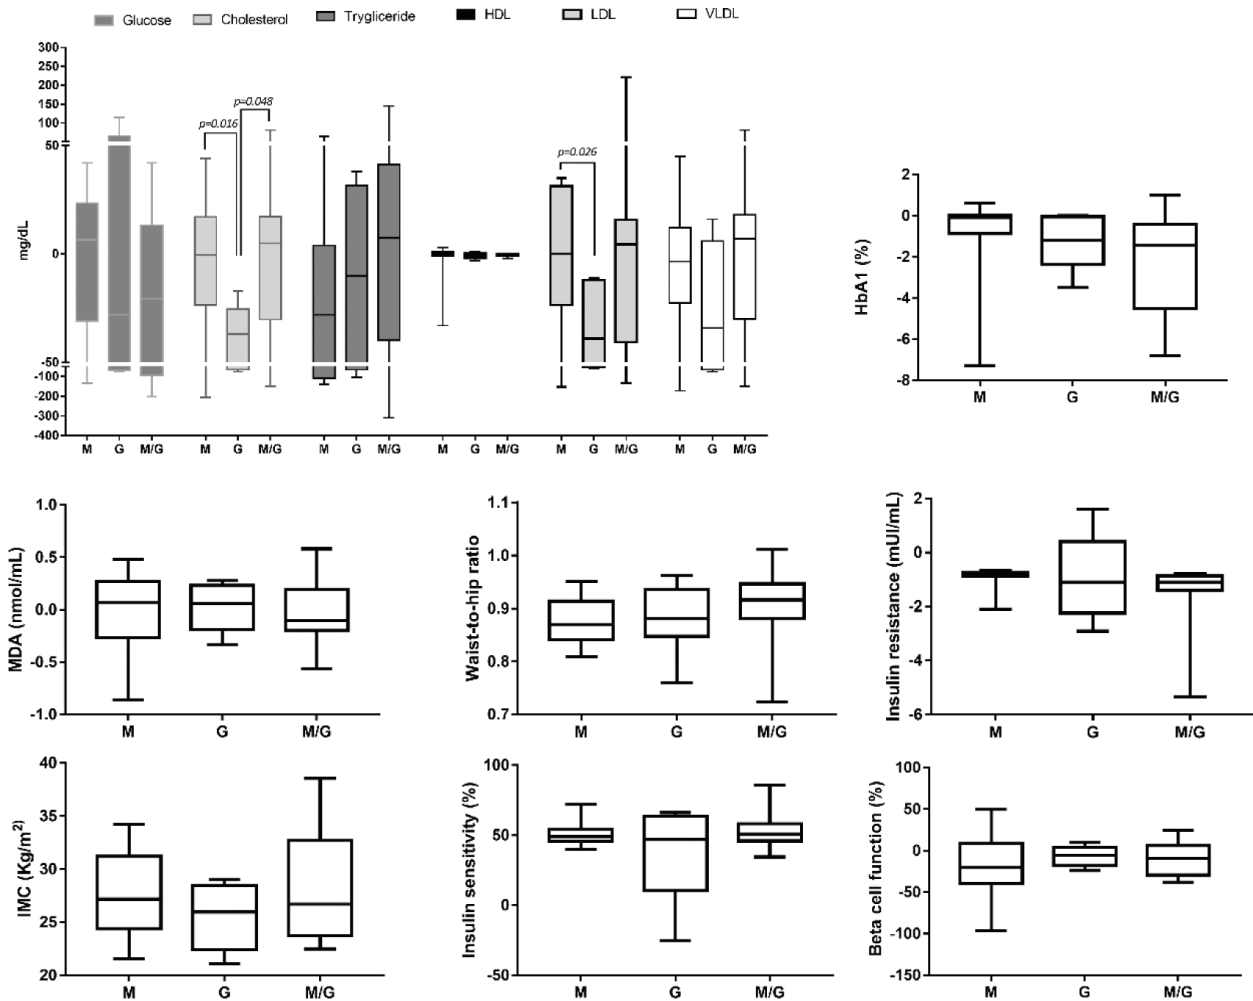 Glucose Cholesterol Trygliceride HDL LDL VLDL
mg/dL
300
250
200
150
100
50
0
-50
-100
-200
-300
-400
p=0.016
p=0.048
p=0.026
M G M/G M G M/G M G M/G M G M/G M G M/G M G M/G
HbA1 (%)
2
0
-2
-4
-6
-8
M G M/G
MDA (nmol/mL)
1.0
0.5
0.0
-0.5
-1.0
M G M/G
Waist-to-hip ratio
1.1
1.0
0.9
0.8
0.7
M G M/G
Insulin resistance (mUI/mL)
2
0
-2
-4
-6
M G M/G
IMC (Kg/m²)
40
35
30
25
20
M G M/G
Insulin sensitivity (%)
100
50
0
-50
M G M/G
Beta cell function (%)
100
50
0
-50
-100
-150
M G M/G